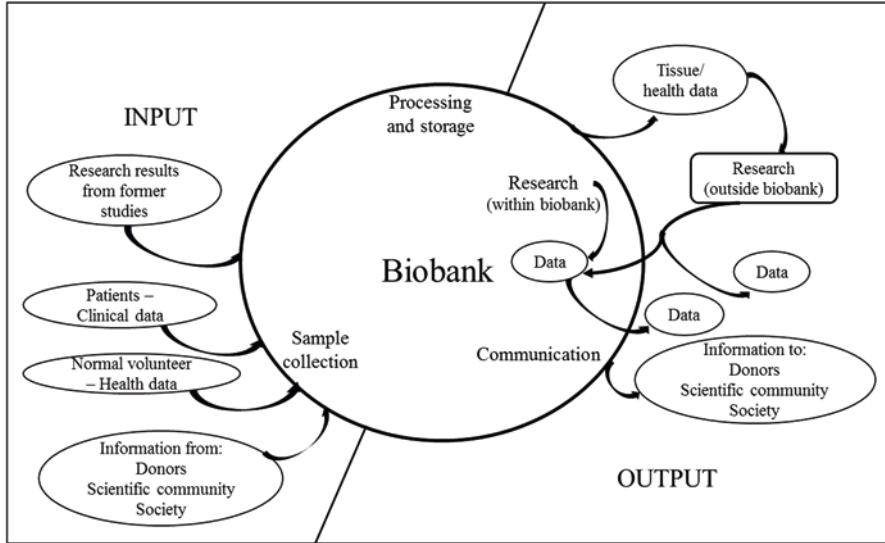 INPUT
Research results
from former
studies
Patients –
Clinical data
Normal volunteer
– Health data
Information from:
Donors
Scientific community
Society
Processing
and storage
Research
(within biobank)
Data
Biobank
Sample
collection
Communication
Tissue/
health data
Research
(outside biobank)
Data
Data
Information to:
Donors
Scientific community
Society
OUTPUT